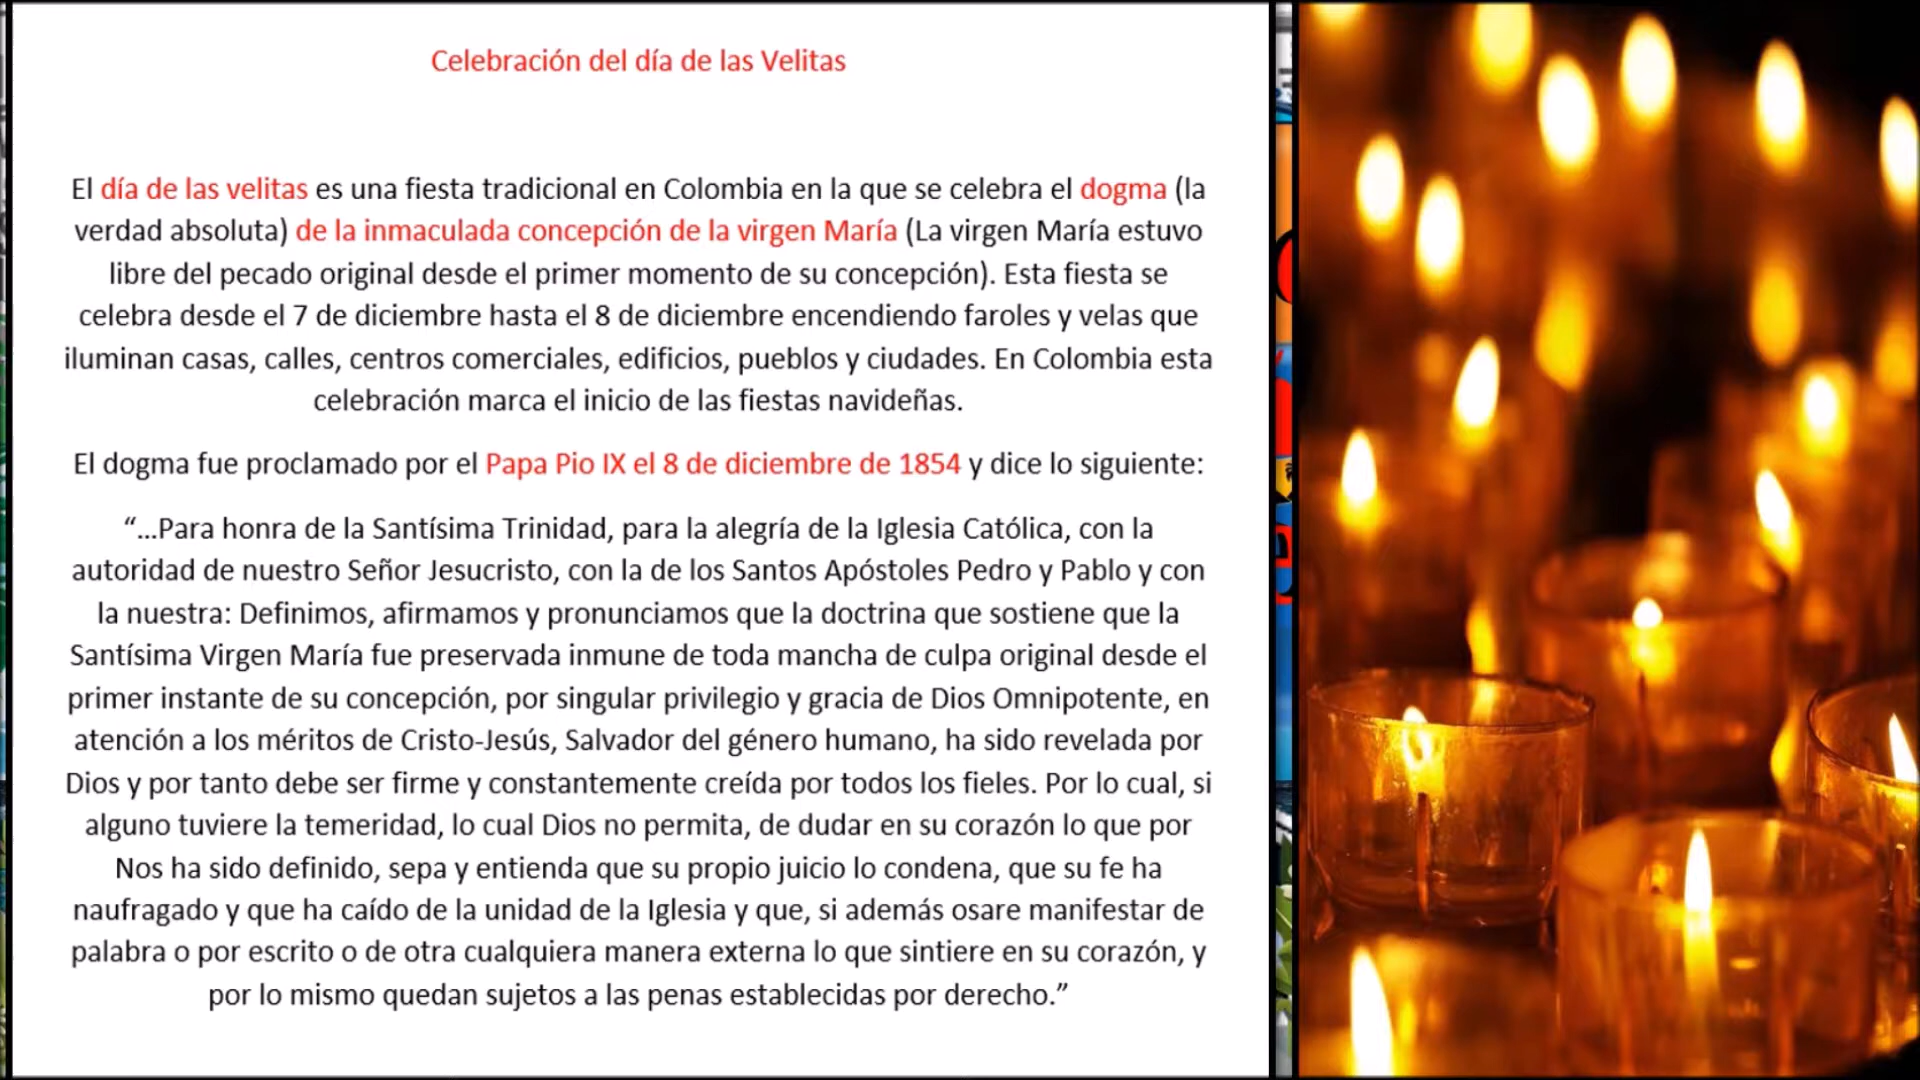 Celebración del día de las Velitas
El día de las velitas es una fiesta tradicional en Colombia en la que se celebra el dogma (la
verdad absoluta) de la inmaculada concepción de la virgen María (La virgen María estuvo
libre del pecado original desde el primer momento de su concepción). Esta fiesta se
celebra desde el 7 de diciembre hasta el 8 de diciembre encendiendo faroles y velas que
iluminan casas, calles, centros comerciales, edificios, pueblos y ciudades. En Colombia esta
celebración marca el inicio de las fiestas navideñas.
El dogma fue proclamado por el Papa Pio IX el 8 de diciembre de 1854 y dice lo siguiente:
“...Para honra de la Santísima Trinidad, para la alegría de la Iglesia Católica, con la
autoridad de nuestro Señor Jesucristo, con la de los Santos Apóstoles Pedro y Pablo y con
la nuestra: Definimos, afirmamos y pronunciamos que la doctrina que sostiene que la
Santísima Virgen María fue preservada inmune de toda mancha de culpa original desde el
primer instante de su concepción, por singular privilegio y gracia de Dios Omnipotente, en
atención a los méritos de Cristo-Jesús, Salvador del género humano, ha sido revelada por
Dios y por tanto debe ser firme y constantemente creída por todos los fieles. Por lo cual, si
alguno tuviere la temeridad, lo cual Dios no permita, de dudar en su corazón lo que por
Nos ha sido definido, sepa y entienda que su propio juicio lo condena, que su fe ha
naufragado y que ha caído de la unidad de la Iglesia y que, si además osare manifestar de
palabra o por escrito o de otra cualquiera manera externa lo que sintiere en su corazón, y
por lo mismo quedan sujetos a las penas establecidas por derecho.”